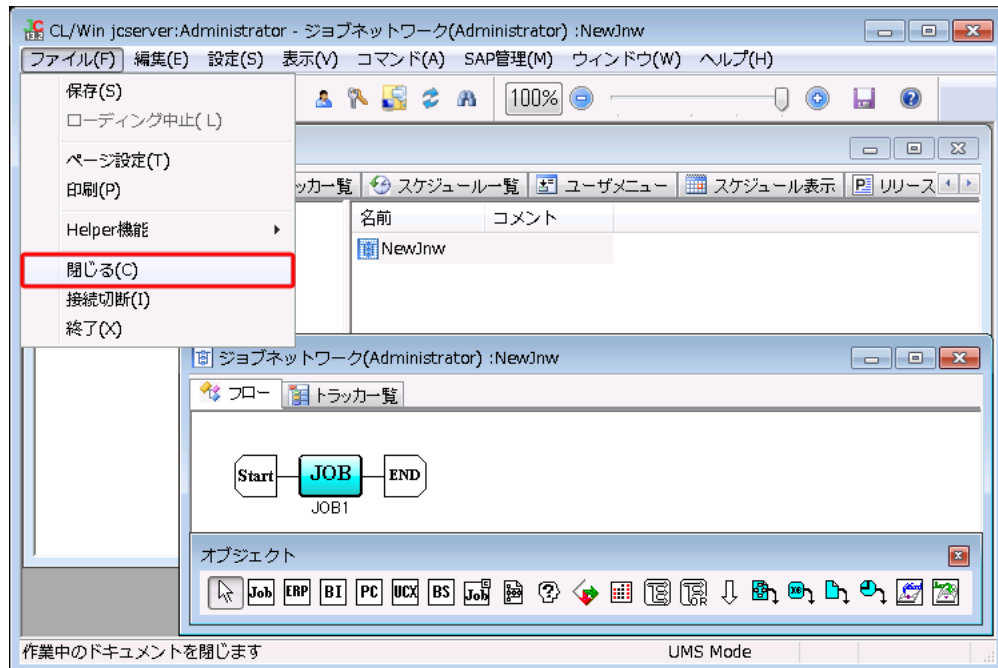 CL/Win jcserver:Administrator - ジョブネットワーク(Administrator) :NewJnw
ファイル(F) 編集(E) 設定(S) 表示(V) コマンド(A) SAP管理(M) ウィンドウ(W) ヘルプ(H)
保存(S)
ローディング中止( L)
ページ設定(T)
印刷(P)
Helper機能
閉じる(C)
接続切断(I)
終了(X)
100%
ッカー覧 スケジュール一覧 ユーザメニュー スケジュール表示 リリース
名前 コメント
NewJnw
ジョブネットワーク(Administrator) :NewJnw
フロー トラッカ一覧
Start JOB END
JOB1
オブジェクト
Job ERP BI PC UCX BS Job
OR
作業中のドキュメントを閉じます UMS Mode